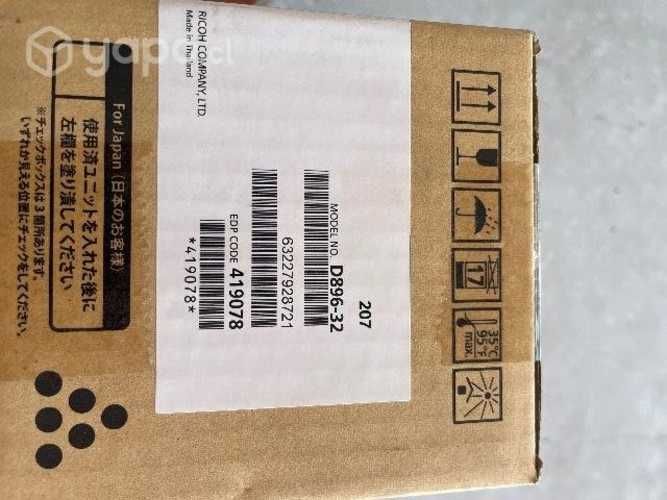 yapo.cl
RICOH COMPANY, LTD.
Made in Thailand
207
MODEL NO. D896-32
63227928721
EDP CODE 419078
*419078*
For Japan (日本のお客様)
使用済ユニットを入れた後に
左欄を塗り潰してください
※チェックボックスは3箇所あります。
いずれか見える位置にチェックをしてください。
17
35°C
95°F
max.